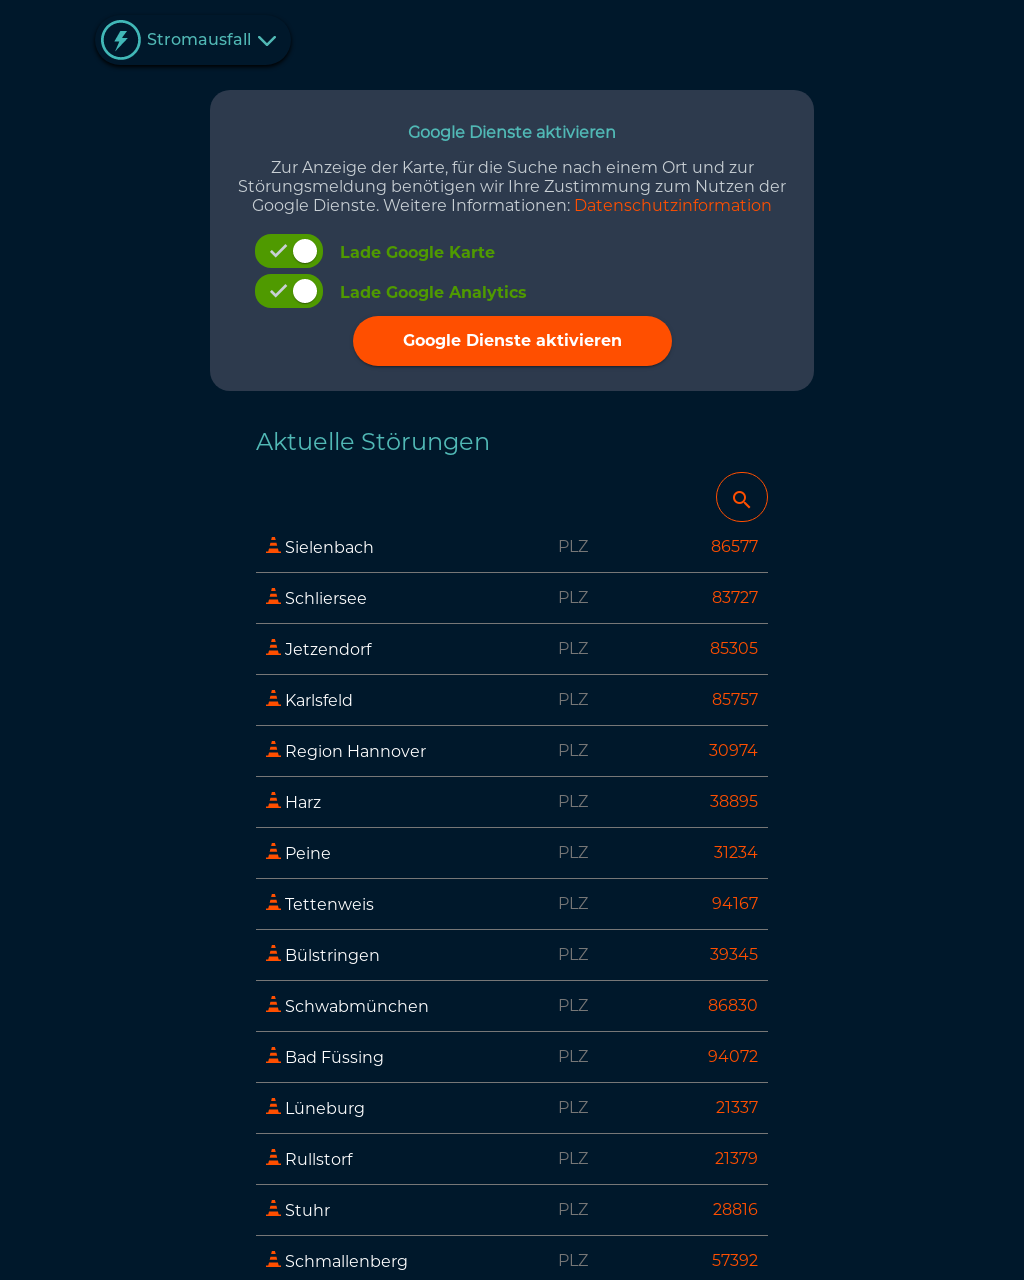 Stromausfall
Google Dienste aktivieren
Zur Anzeige der Karte, für die Suche nach einem Ort und zur
Störungsmeldung benötigen wir Ihre Zustimmung zum Nutzen der
Google Dienste. Weitere Informationen: Datenschutzinformation
Lade Google Karte
Lade Google Analytics
Google Dienste aktivieren
Aktuelle Störungen
Sielenbach PLZ 86577
Schliersee PLZ 83727
Jetzendorf PLZ 85305
Karlsfeld PLZ 85757
Region Hannover PLZ 30974
Harz PLZ 38895
Peine PLZ 31234
Tettenweis PLZ 94167
Bülstringen PLZ 39345
Schwabmünchen PLZ 86830
Bad Füssing PLZ 94072
Lüneburg PLZ 21337
Rullstorf PLZ 21379
Stuhr PLZ 28816
Schmallenberg PLZ 57392